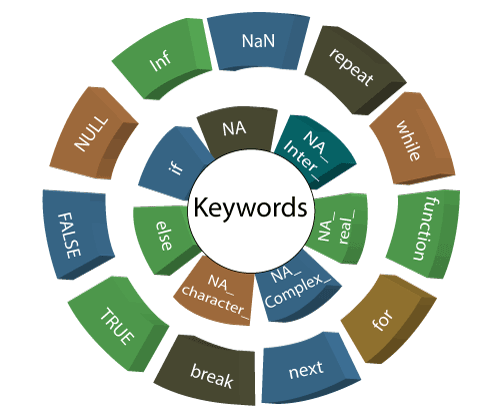 Keywords
NA
NA_
Inter_
NA_
real_
NA_
Complex_
NA_
character_
else
if
NaN
repeat
while
function
for
next
break
TRUE
FALSE
NULL
Inf